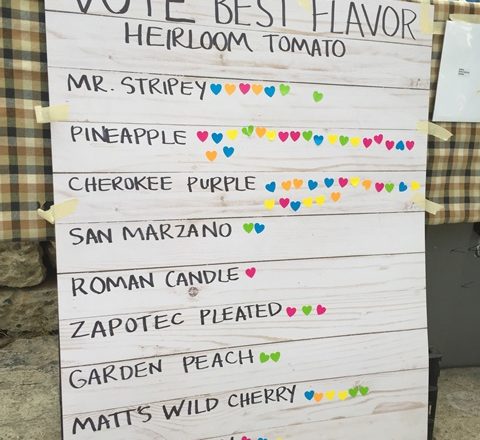 VOTE BEST FLAVOR
HEIRLOOM TOMATO
MR. STRIPEY
PINEAPPLE
CHEROKEE PURPLE
SAN MARZANO
ROMAN CANDLE
ZAPOTEC PLEATED
GARDEN PEACH
MATT'S WILD CHERRY